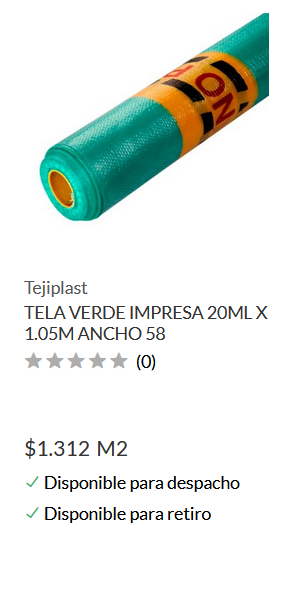 Tejiplast
TELA VERDE IMPRESA 20ML X
1.05M ANCHO 58
(0)
$1.312 M2
Disponible para despacho
Disponible para retiro